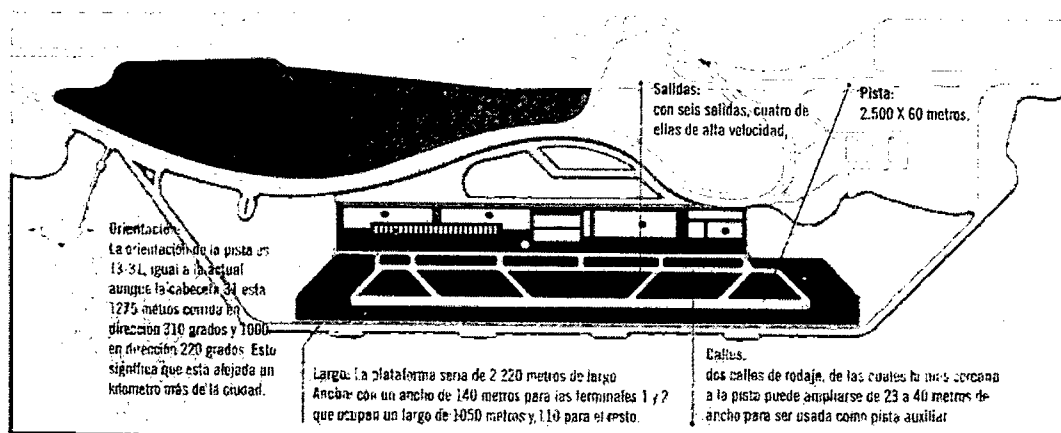 Salidas:
con seis salidas, cuatro de
ellas de alta velocidad,
Pista:
2.500 X 60 metros.
Orientación:
La orientación de la pista es
13-31, igual a la actual
aunque la cabecera 31 esta
1275 metros corrida en
dirección 310 grados y 1000
en dirección 220 grados. Esto
significa que esta alejada un
kilometro más de la ciudad.
Largo: La plataforma seria de 2 220 metros de largo
Ancho: con un ancho de 140 metros para las terminales 1 y 2
que ocupan un largo de 1050 metros y, 110 para el resto.
Calles.
dos calles de rodaje, de las cuales la más cercana
a la pista puede ampliarse de 23 a 40 metros de
ancho para ser usada como pista auxiliar